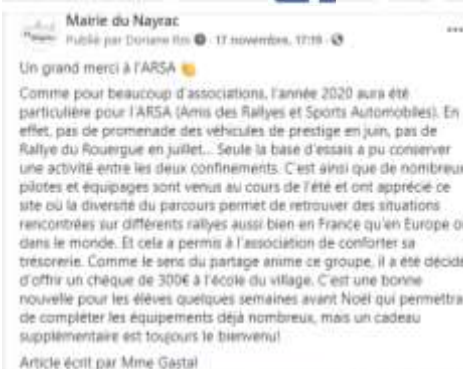 Mairie du Nayrac
Publié par Doriane · 17 novembre, 17:19
Un grand merci à l'ARSA 👏
Comme pour beaucoup d'associations, l'année 2020 aura été
particulière pour l'ARSA (Amis des Rallyes et Sports Automobiles). En
effet, pas de promenade des véhicules de prestige en juin, pas de
Rallye du Rouergue en juillet... Seule la base d'essais a pu conserver
une activité entre les deux confinements. C'est ainsi que de nombreux
pilotes et équipages sont venus au cours de l'été et ont apprécié ce
site où la diversité du parcours permet de retrouver des situations
rencontrées sur différents rallyes aussi bien en France qu'en Europe o
dans le monde. Et cela a permis à l'association de conforter sa
trésorerie. Comme le sens du partage anime ce groupe, il a été décidé
d'offrir un chèque de 300€ à l'école du village. C'est une bonne
nouvelle pour les élèves quelques semaines avant Noël qui permettra
de compléter les équipements déjà nombreux, mais un cadeau
supplémentaire est toujours le bienvenu!
Article écrit par Mme Gastal